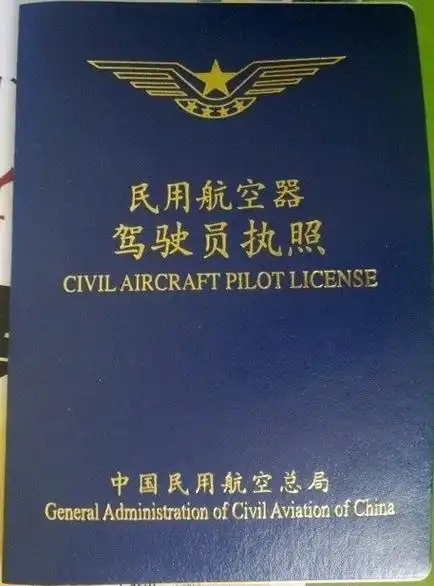 民用航空器
驾驶员执照
CIVIL AIRCRAFT PILOT LICENSE
中国民用航空总局
General Administration of Civil Aviation of China